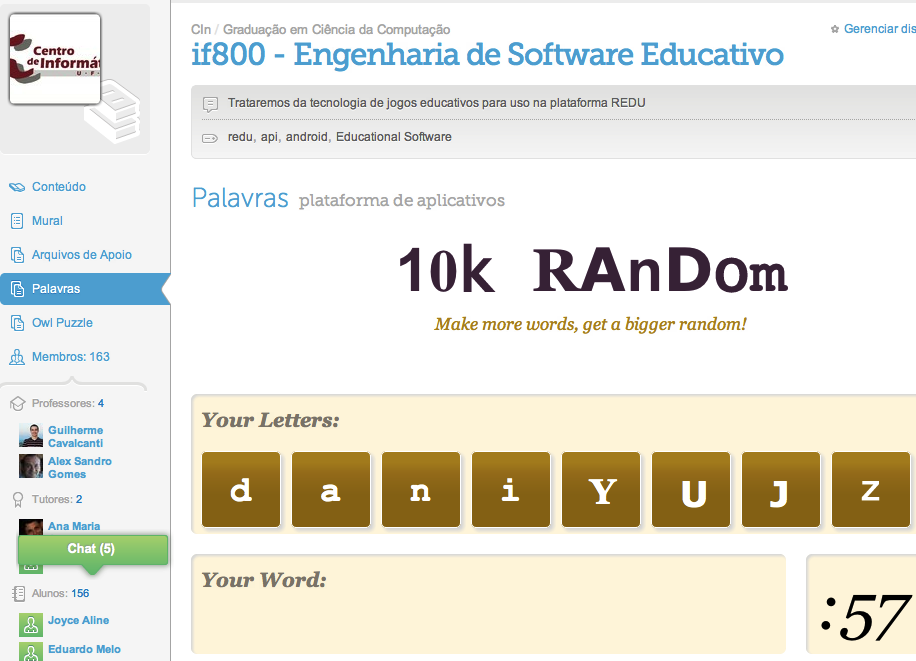 Centro
de Informát
U · F ·
CIn / Graduação em Ciência da Computação
Gerenciar dis
if800 - Engenharia de Software Educativo
Trataremos da tecnologia de jogos educativos para uso na plataforma REDU
redu, api, android, Educational Software
Conteúdo
Mural
Arquivos de Apoio
Palavras
Owl Puzzle
Membros: 163
Professores: 4
Guilherme
Cavalcanti
Alex Sandro
Gomes
Tutores: 2
Ana Maria
Chat (5)
Alunos: 156
Joyce Aline
Eduardo Melo
Palavras plataforma de aplicativos
10k RAnDom
Make more words, get a bigger random!
Your Letters:
d a n i Y U J Z
Your Word:
:57